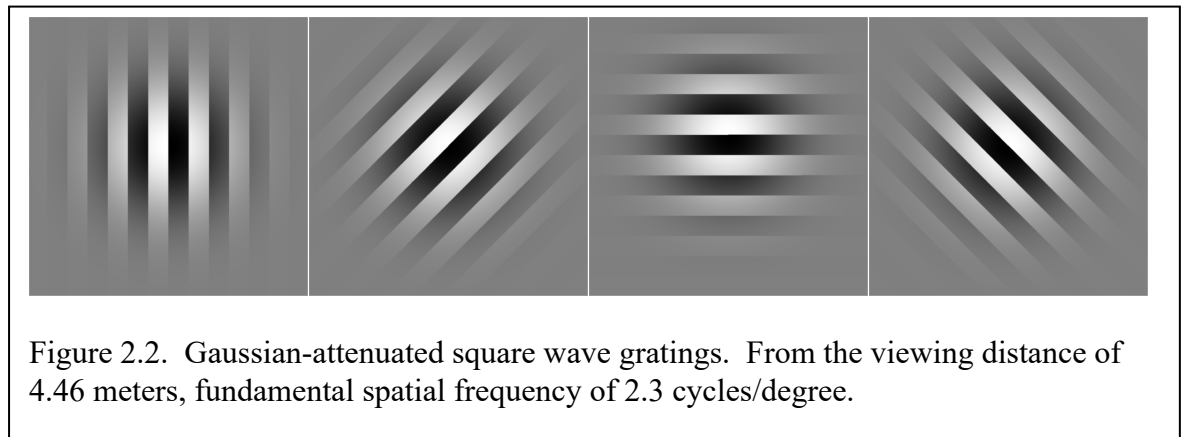 Figure 2.2.  Gaussian-attenuated square wave gratings.  From the viewing distance of
4.46 meters, fundamental spatial frequency of 2.3 cycles/degree.